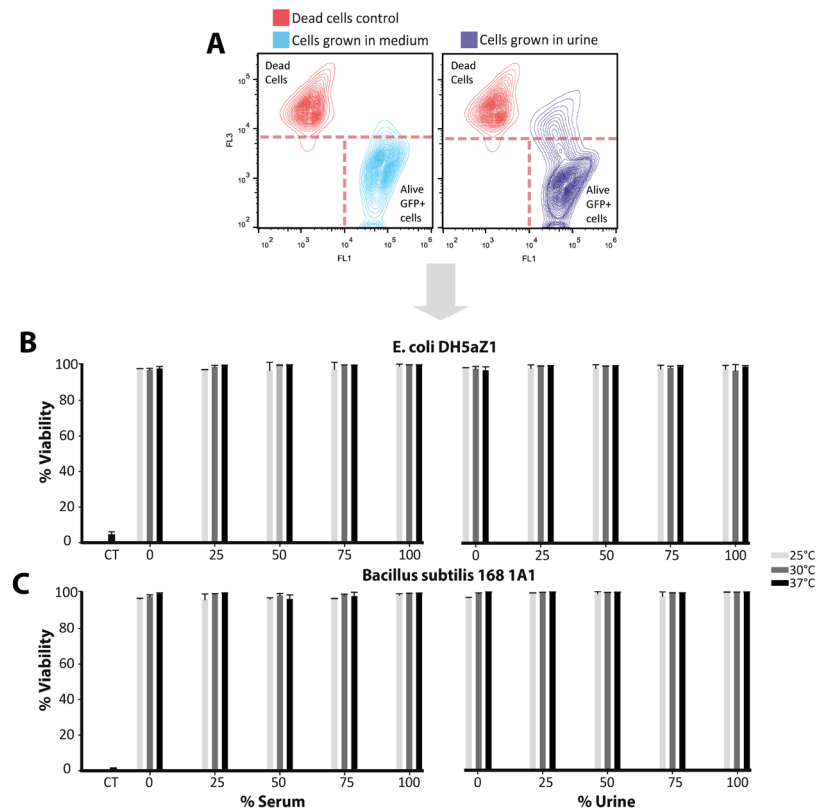 Dead cells control
Cells grown in medium
Cells grown in urine
A
Dead Cells
Alive GFP+ cells
10^5
10^4
10^3
10^2
FL3
10^2 10^3 10^4 10^5 10^6
FL1
Dead Cells
Alive GFP+ cells
10^2 10^3 10^4 10^5 10^6
FL1
B
E. coli DH5aZ1
% Viability
100
80
60
40
20
0
CT 0 25 50 75 100
0 25 50 75 100
25°C
30°C
37°C
C
Bacillus subtilis 168 1A1
% Viability
100
80
60
40
20
0
CT 0 25 50 75 100
0 25 50 75 100
% Serum
% Urine